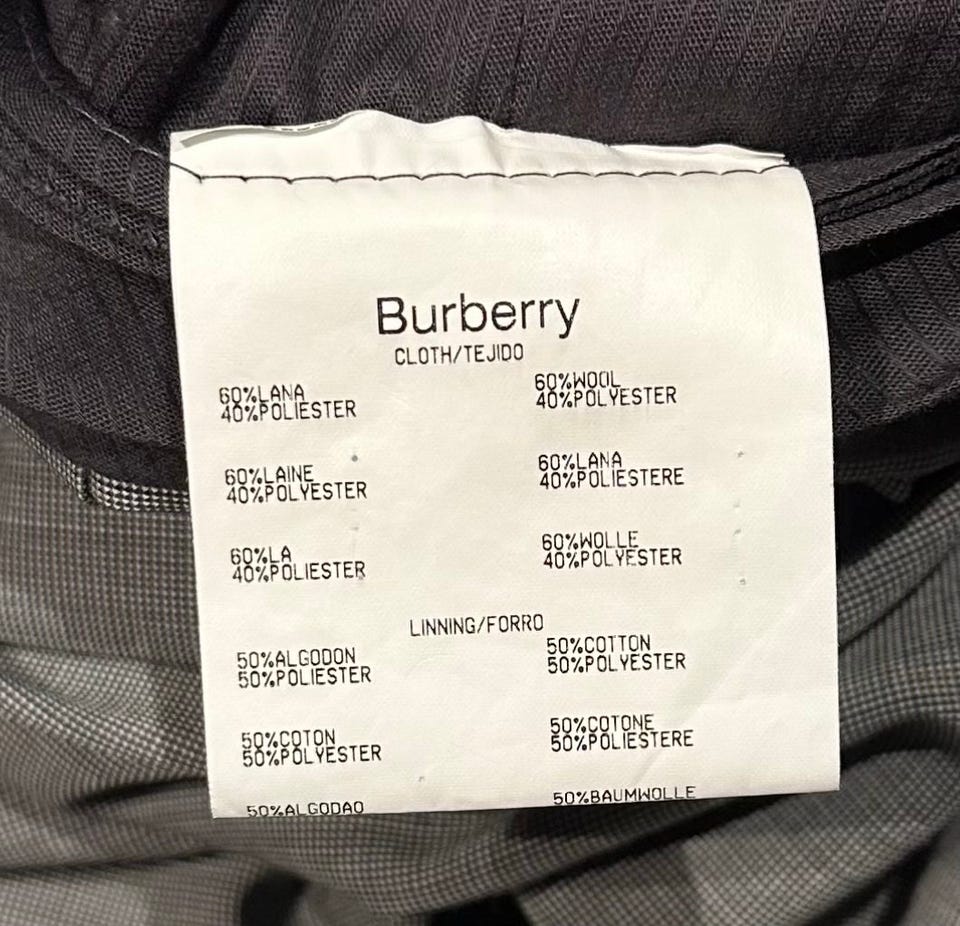 Burberry
CLOTH/TEJIDO
60%LANA
40%POLIESTER
60%WOOL
40%POLYESTER
60%LAINE
40%POLYESTER
60%LANA
40%POLIESTERE
60%LA
40%POLIESTER
60%WOLLE
40%POLYESTER
LINNING/FORRO
50%ALGODON
50%POLIESTER
50%COTTON
50%POLYESTER
50%COTON
50%POLYESTER
50%COTONE
50%POLIESTERE
50%ALGODAO
50%BAUMWOLLE